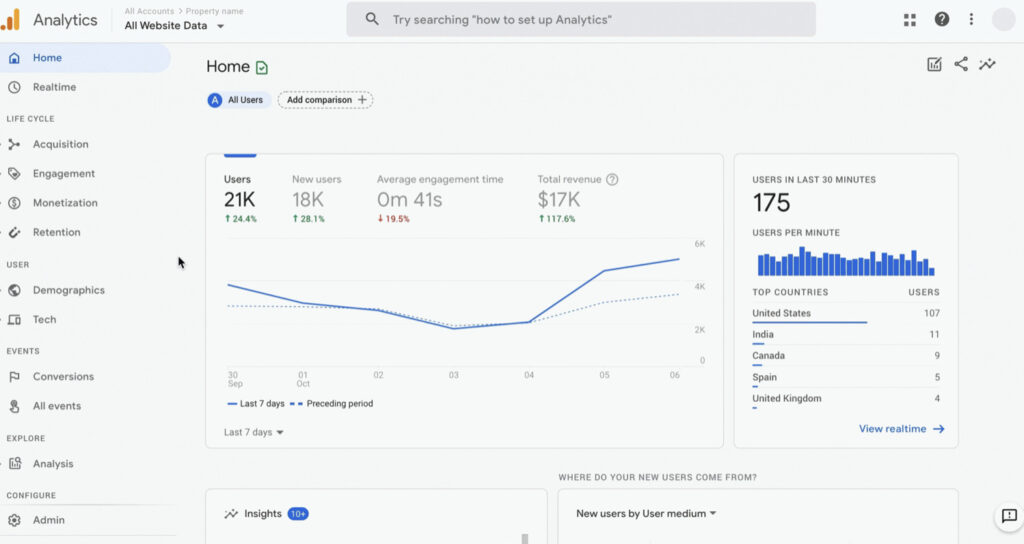 Analytics
All Accounts > Property name
All Website Data
Try searching "how to set up Analytics"
Home
Realtime
LIFE CYCLE
Acquisition
Engagement
Monetization
Retention
USER
Demographics
Tech
EVENTS
Conversions
All events
EXPLORE
Analysis
CONFIGURE
Admin
Home
A All Users
Add comparison +
Users
21K
↑ 24.4%
New users
18K
↑ 28.1%
Average engagement time
0m 41s
↓ 19.5%
Total revenue
$17K
↑ 117.6%
6K
4K
2K
0
30 Sep
01 Oct
02
03
04
05
06
Last 7 days
Preceding period
Last 7 days
USERS IN LAST 30 MINUTES
175
USERS PER MINUTE
TOP COUNTRIES USERS
United States 107
India 11
Canada 9
Spain 5
United Kingdom 4
View realtime →
Insights 10+
WHERE DO YOUR NEW USERS COME FROM?
New users by User medium